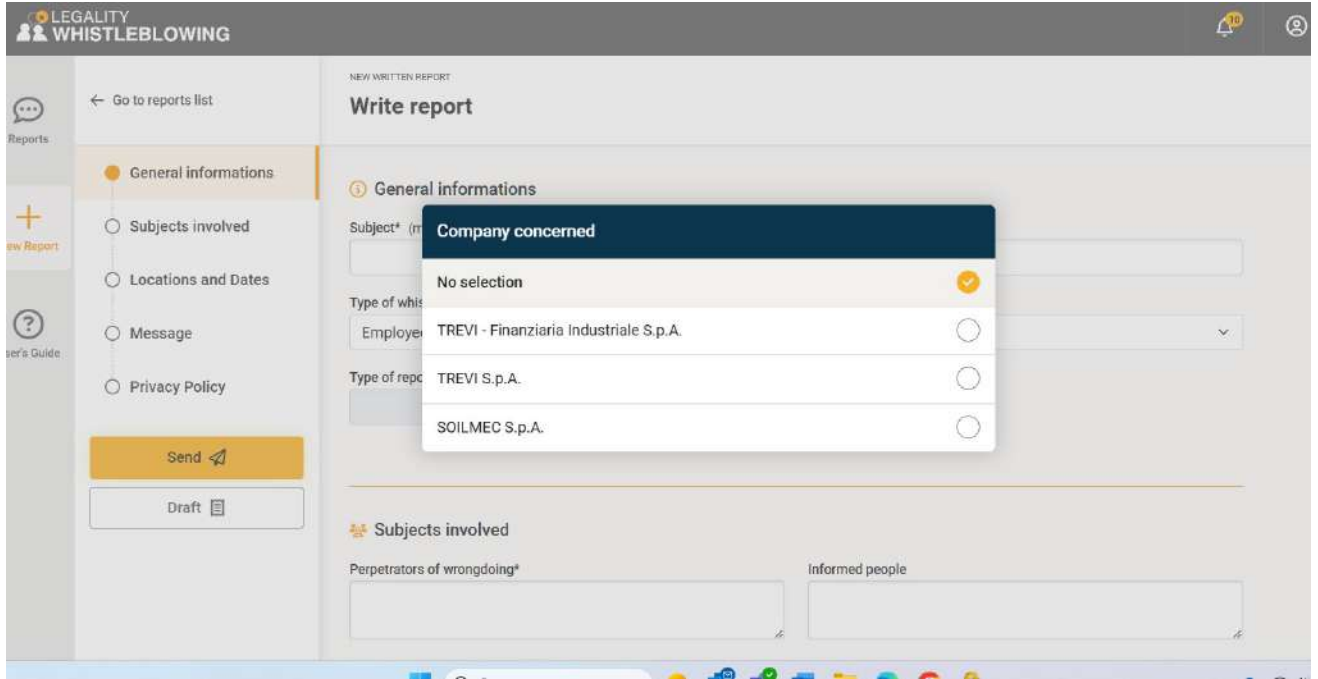 LEGALITY
WHISTLEBLOWING
10
Reports
ew Report
ser's Guide
← Go to reports list
General informations
Subjects involved
Locations and Dates
Message
Privacy Policy
Send
Draft
NEW WRITTEN REPORT
Write report
General informations
Subject* (m
Type of whis
Employe
Type of repo
Company concerned
No selection
TREVI - Finanziaria Industriale S.p.A.
TREVI S.p.A.
SOILMEC S.p.A.
Subjects involved
Perpetrators of wrongdoing*
Informed people